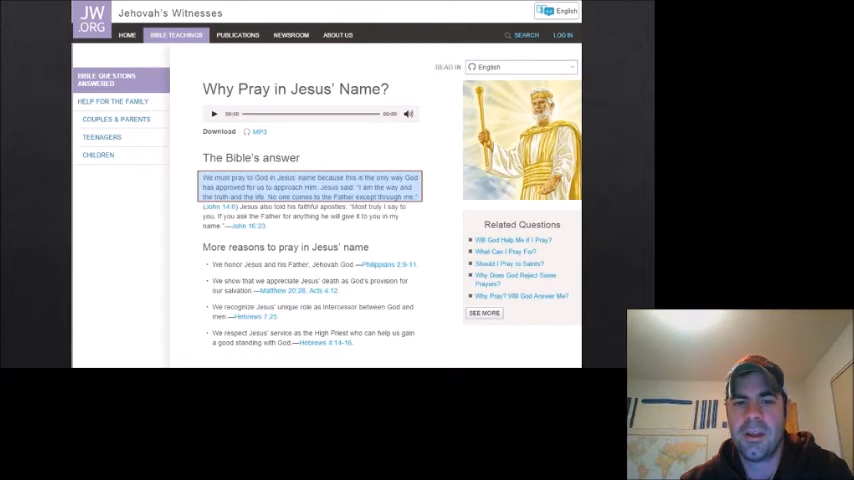 JW
.ORG
Jehovah's Witnesses
English
HOME
BIBLE TEACHINGS
PUBLICATIONS
NEWSROOM
ABOUT US
SEARCH
LOG IN
BIBLE QUESTIONS
ANSWERED
HELP FOR THE FAMILY
COUPLES & PARENTS
TEENAGERS
CHILDREN
READ IN
English
Why Pray in Jesus' Name?
00:00
00:00
Download
MP3
The Bible's answer
We must pray to God in Jesus' name because this is the only way God
has approved for us to approach Him. Jesus said: "I am the way and
the truth and the life. No one comes to the Father except through me."
(John 14:6) Jesus also told his faithful apostles: "Most truly I say to
you, If you ask the Father for anything he will give it to you in my
name."—John 16:23.
More reasons to pray in Jesus' name
We honor Jesus and his Father, Jehovah God.—Philippians 2:9-11.
We show that we appreciate Jesus' death as God's provision for
our salvation.—Matthew 20:28; Acts 4:12.
We recognize Jesus' unique role as Intercessor between God and
men.—Hebrews 7:25.
We respect Jesus' service as the High Priest who can help us gain
a good standing with God.—Hebrews 4:14-16.
Related Questions
Will God Help Me if I Pray?
What Can I Pray For?
Should I Pray to Saints?
Why Does God Reject Some
Prayers?
Why Pray? Will God Answer Me?
SEE MORE